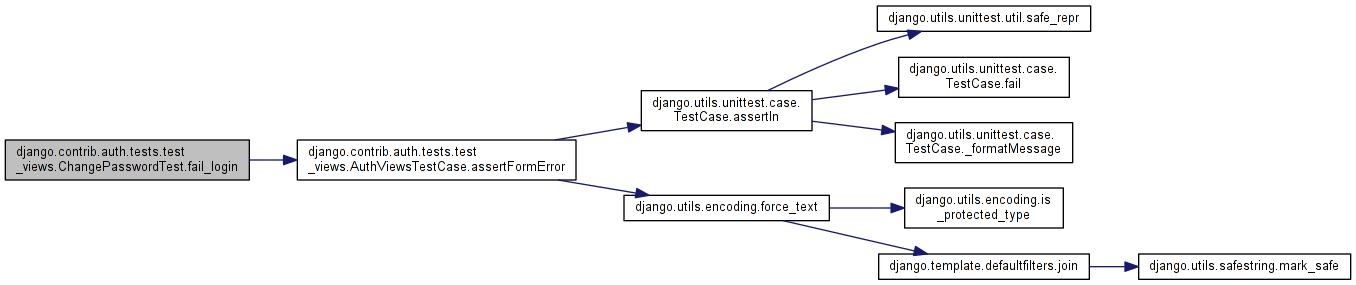 django.contrib.auth.tests.test
_views.ChangePasswordTest.fail_login
django.contrib.auth.tests.test
_views.AuthViewsTestCase.assertFormError
django.utils.unittest.case.
TestCase.assertIn
django.utils.unittest.util.safe_repr
django.utils.unittest.case.
TestCase.fail
django.utils.unittest.case.
TestCase._formatMessage
django.utils.encoding.force_text
django.utils.encoding.is
_protected_type
django.template.defaultfilters.join
django.utils.safestring.mark_safe